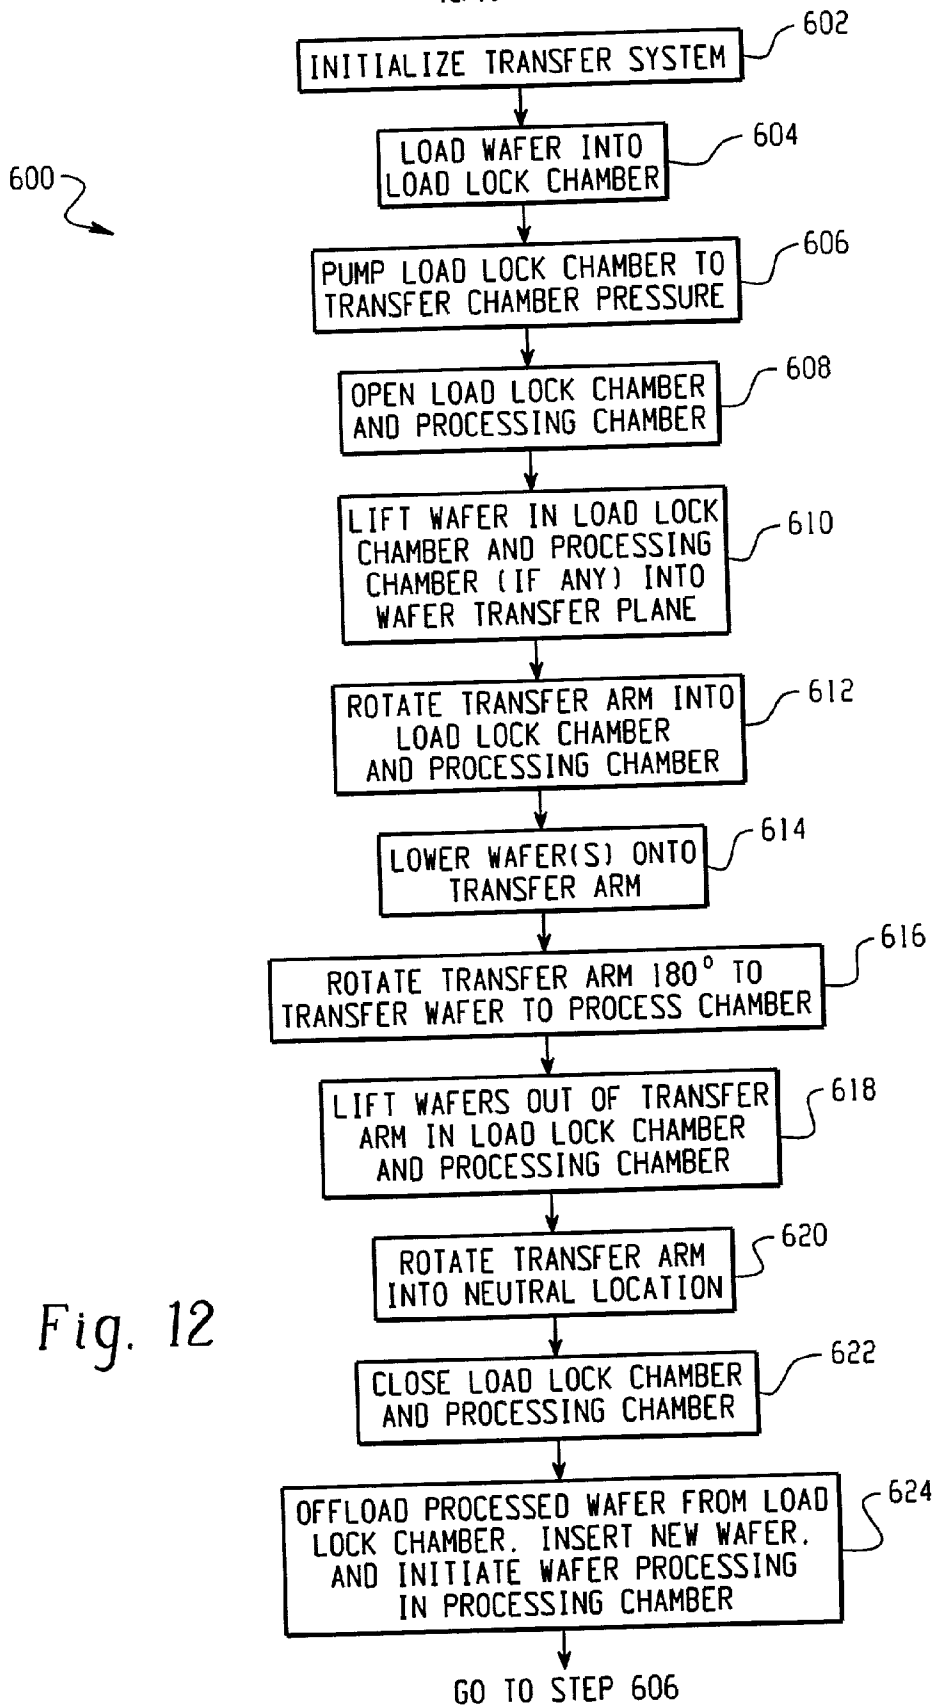 602
INITIALIZE TRANSFER SYSTEM
604
LOAD WAFER INTO
LOAD LOCK CHAMBER
600
606
PUMP LOAD LOCK CHAMBER TO
TRANSFER CHAMBER PRESSURE
608
OPEN LOAD LOCK CHAMBER
AND PROCESSING CHAMBER
610
LIFT WAFER IN LOAD LOCK
CHAMBER AND PROCESSING
CHAMBER (IF ANY) INTO
WAFER TRANSFER PLANE
612
ROTATE TRANSFER ARM INTO
LOAD LOCK CHAMBER
AND PROCESSING CHAMBER
614
LOWER WAFER(S) ONTO
TRANSFER ARM
616
ROTATE TRANSFER ARM 180° TO
TRANSFER WAFER TO PROCESS CHAMBER
618
LIFT WAFERS OUT OF TRANSFER
ARM IN LOAD LOCK CHAMBER
AND PROCESSING CHAMBER
620
ROTATE TRANSFER ARM
INTO NEUTRAL LOCATION
Fig. 12
622
CLOSE LOAD LOCK CHAMBER
AND PROCESSING CHAMBER
624
OFFLOAD PROCESSED WAFER FROM LOAD
LOCK CHAMBER. INSERT NEW WAFER.
AND INITIATE WAFER PROCESSING
IN PROCESSING CHAMBER
GO TO STEP 606